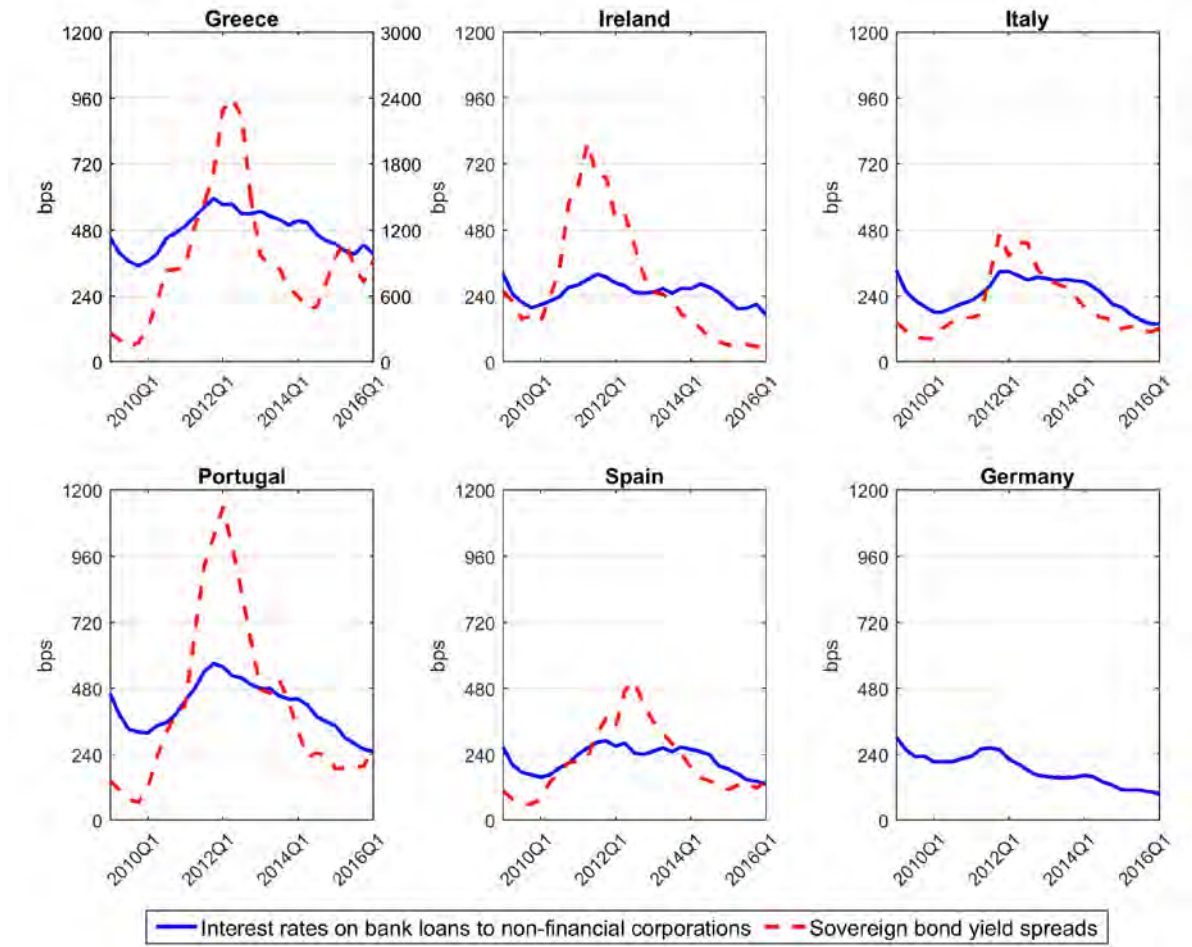 Greece
Ireland
Italy
1200
960
720
480
240
0
3000
2400
1800
1200
600
0
bps
2010Q1
2012Q1
2014Q1
2016Q1
1200
960
720
480
240
0
bps
2010Q1
2012Q1
2014Q1
2016Q1
1200
960
720
480
240
0
bps
2010Q1
2012Q1
2014Q1
2016Q1
Portugal
Spain
Germany
1200
960
720
480
240
0
bps
2010Q1
2012Q1
2014Q1
2016Q1
1200
960
720
480
240
0
bps
2010Q1
2012Q1
2014Q1
2016Q1
1200
960
720
480
240
0
bps
2010Q1
2012Q1
2014Q1
2016Q1
Interest rates on bank loans to non-financial corporations Sovereign bond yield spreads